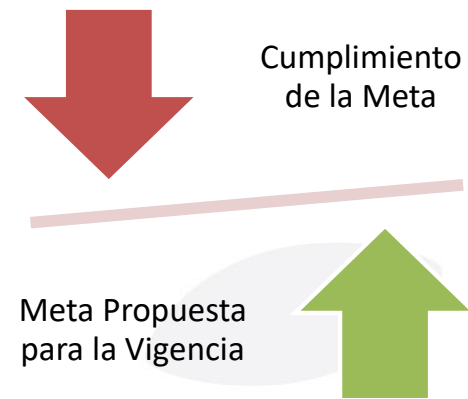 Cumplimiento
de la Meta
Meta Propuesta
para la Vigencia